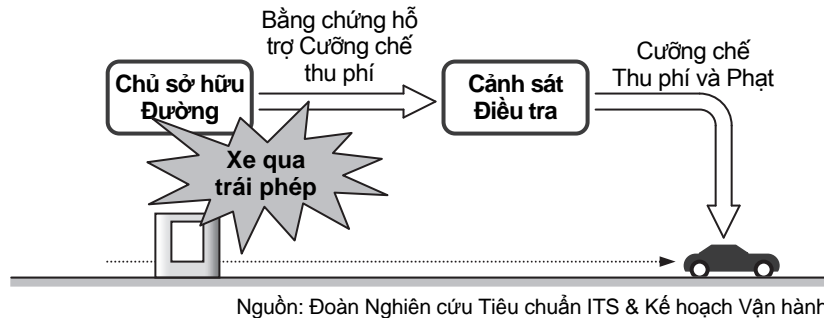 Bằng chứng hỗ
trợ Cưỡng chế
thu phí
Cưỡng chế
Thu phí và Phạt
Chủ sở hữu
Đường
Cảnh sát
Điều tra
Xe qua
trái phép
Nguồn: Đoàn Nghiên cứu Tiêu chuẩn ITS & Kế hoạch Vận hành